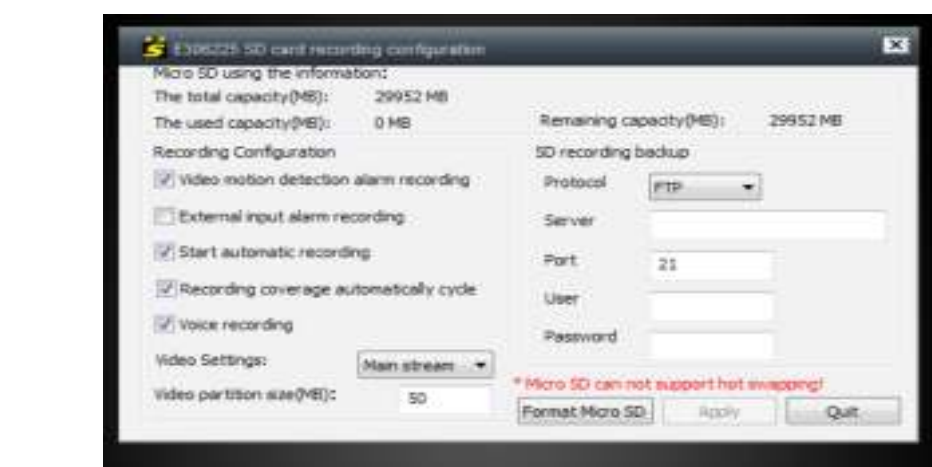 E306225 SD card recording configuration
Micro SD using the information:
The total capacity(MB): 29952 MB
The used capacity(MB): 0 MB
Remaining capacity(MB): 29952 MB
Recording Configuration
Video motion detection alarm recording
External input alarm recording
Start automatic recording
Recording coverage automatically cycle
Voice recording
Video Settings: Main stream
Video partition size(MB): 50
SD recording backup
Protocol FTP
Server
Port 21
User
Password
* Micro SD can not support hot swapping!
Format Micro SD Apply Quit